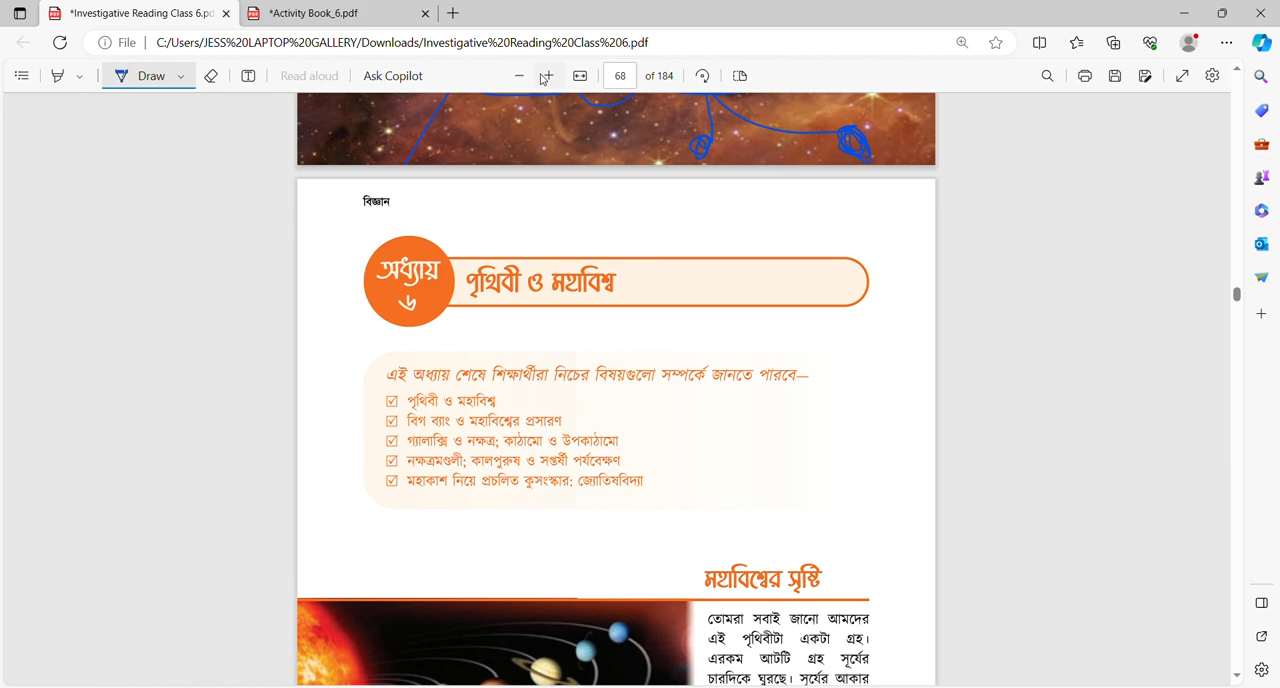 *Investigative Reading Class 6.pd
*Activity Book_6.pdf
File
C:/Users/JESS%20LAPTOP%20GALLERY/Downloads/Investigative%20Reading%20Class%206.pdf
Draw
Read aloud
Ask Copilot
68 of 184
বিজ্ঞান
অধ্যায়
৬
পৃথিবী ও মহাবিশ্ব
এই অধ্যায় শেষে শিক্ষার্থীরা নিচের বিষয়গুলো সম্পর্কে জানতে পারবে—
☑ পৃথিবী ও মহাবিশ্ব
☑ বিগ ব্যাং ও মহাবিশ্বের প্রসারণ
☑ গ্যালাক্সি ও নক্ষত্র; কাঠামো ও উপকাঠামো
☑ নক্ষত্রমণ্ডলী; কালপুরুষ ও সপ্তর্ষী পর্যবেক্ষণ
☑ মহাকাশ নিয়ে প্রচলিত কুসংস্কার: জ্যোতিষবিদ্যা
মহাবিশ্বের সৃষ্টি
তোমরা সবাই জানো আমদের
এই পৃথিবীটা একটা গ্রহ।
এরকম আটটি গ্রহ সূর্যের
চারদিকে ঘুরছে। সূর্যের আকার